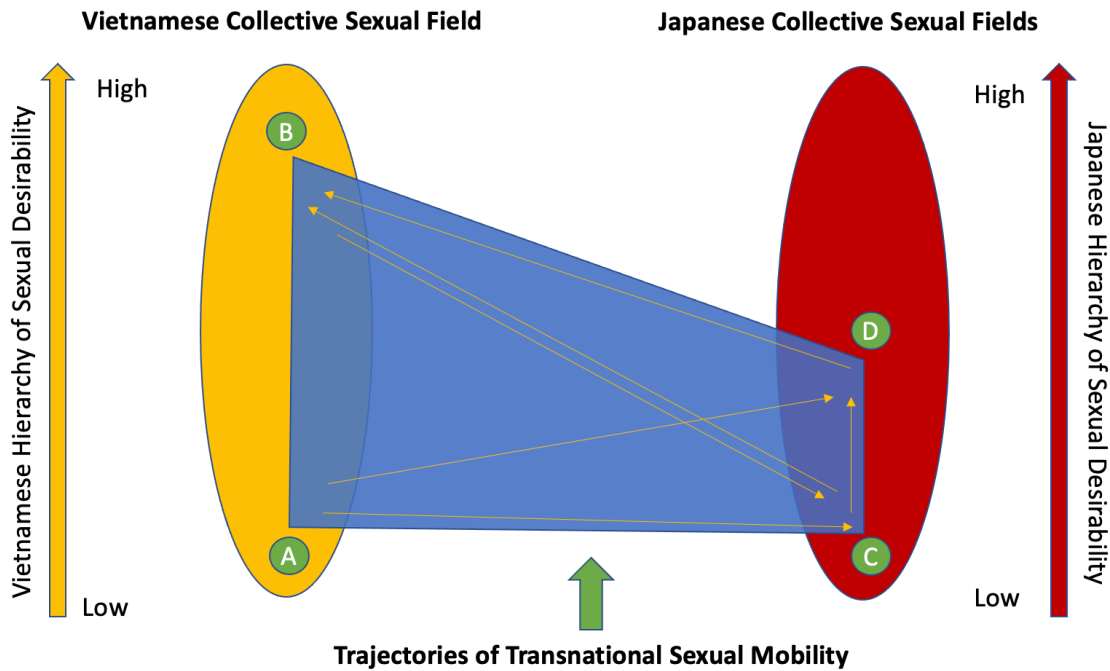 Vietnamese Collective Sexual Field
Japanese Collective Sexual Fields
Vietnamese Hierarchy of Sexual Desirability
High
High
Japanese Hierarchy of Sexual Desirability
B
D
A
C
Low
Low
Trajectories of Transnational Sexual Mobility